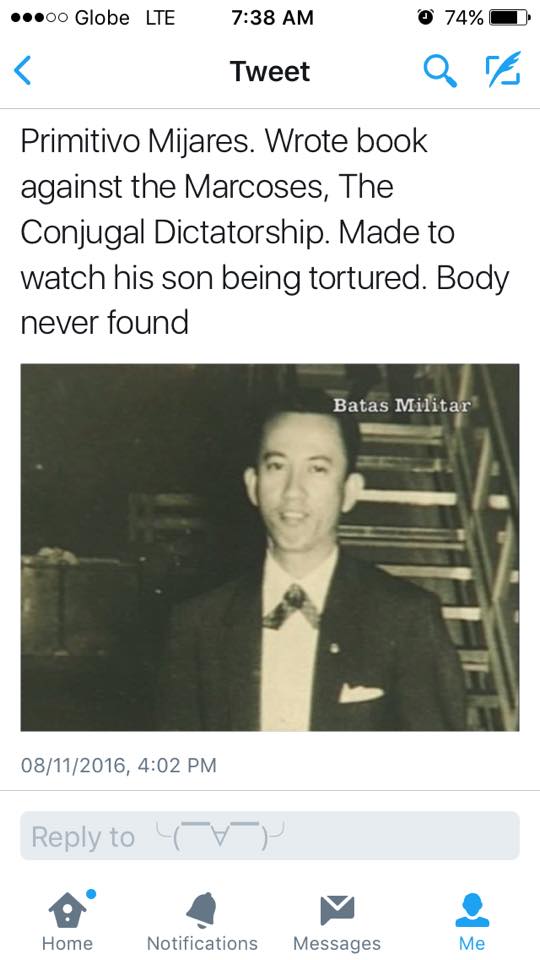 Globe LTE 7:38 AM 74%
Tweet
Primitivo Mijares. Wrote book
against the Marcoses, The
Conjugal Dictatorship. Made to
watch his son being tortured. Body
never found
Batas Militar
08/11/2016, 4:02 PM
Reply to ╰(￣∀￣)╯
Home Notifications Messages Me